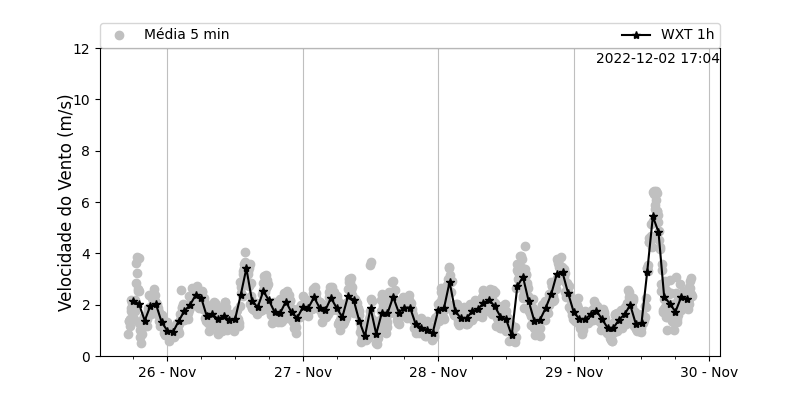 Média 5 min
WXT 1h
2022-12-02 17:04
Velocidade do Vento (m/s)
12
10
8
6
4
2
0
26 - Nov
27 - Nov
28 - Nov
29 - Nov
30 - Nov